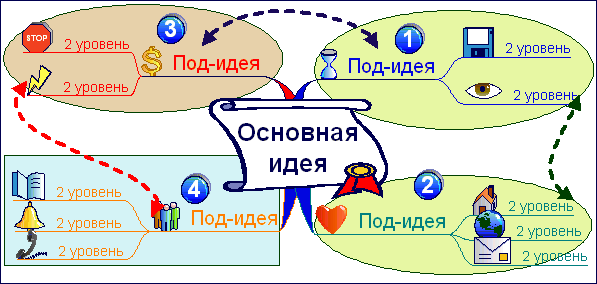 3
STOP
2 уровень
Под-идея
2 уровень
1
2 уровень
Под-идея
2 уровень
Основная
идея
4
2 уровень
Под-идея
2 уровень
2 уровень
2
2 уровень
Под-идея
2 уровень
2 уровень